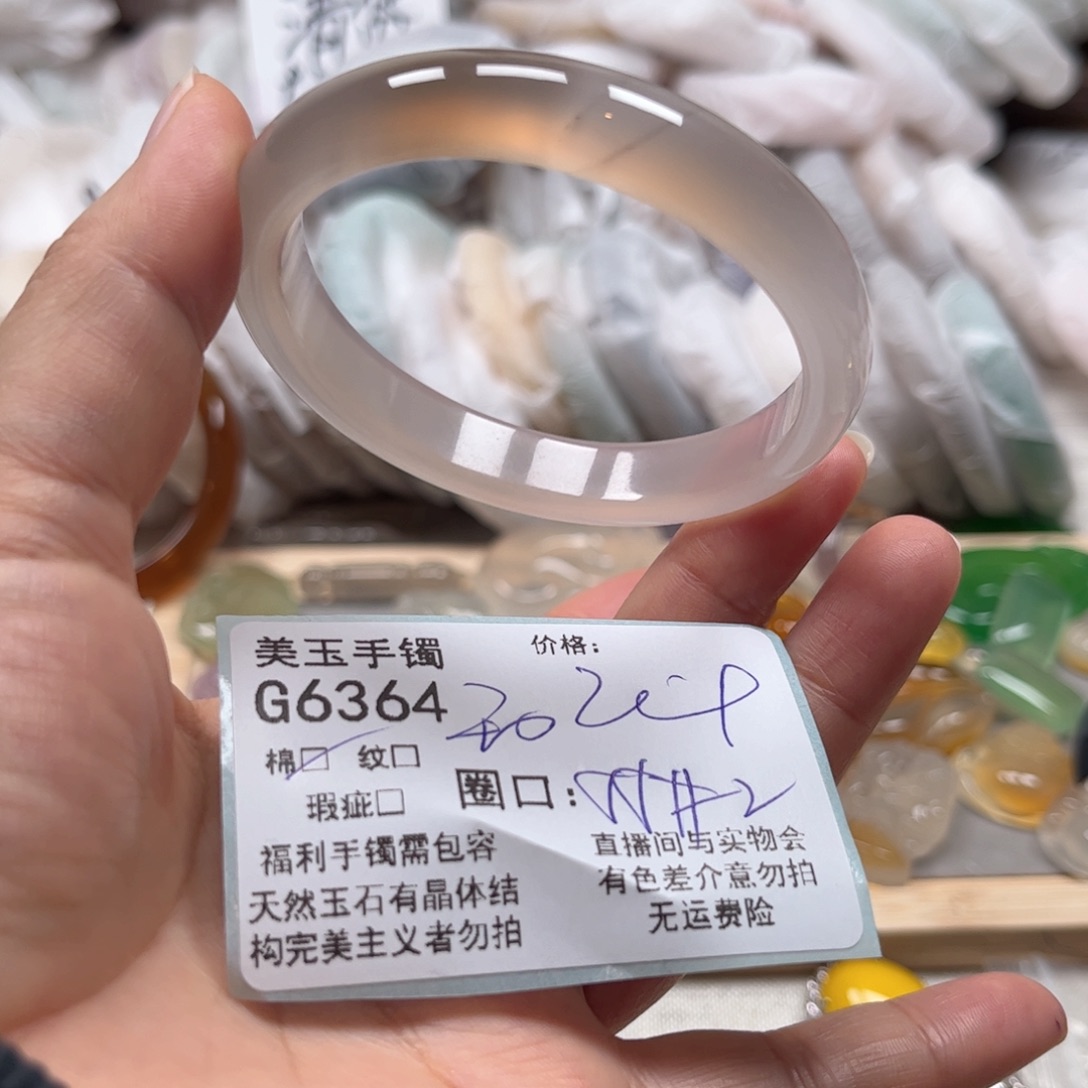 美玉手镯 价格:
G6364
棉☐ 纹☐
瑕疵☐ 圈口:
福利手镯需包容
天然玉石有晶体结
构完美主义者勿拍
直播间与实物会
有色差介意勿拍
无运费险